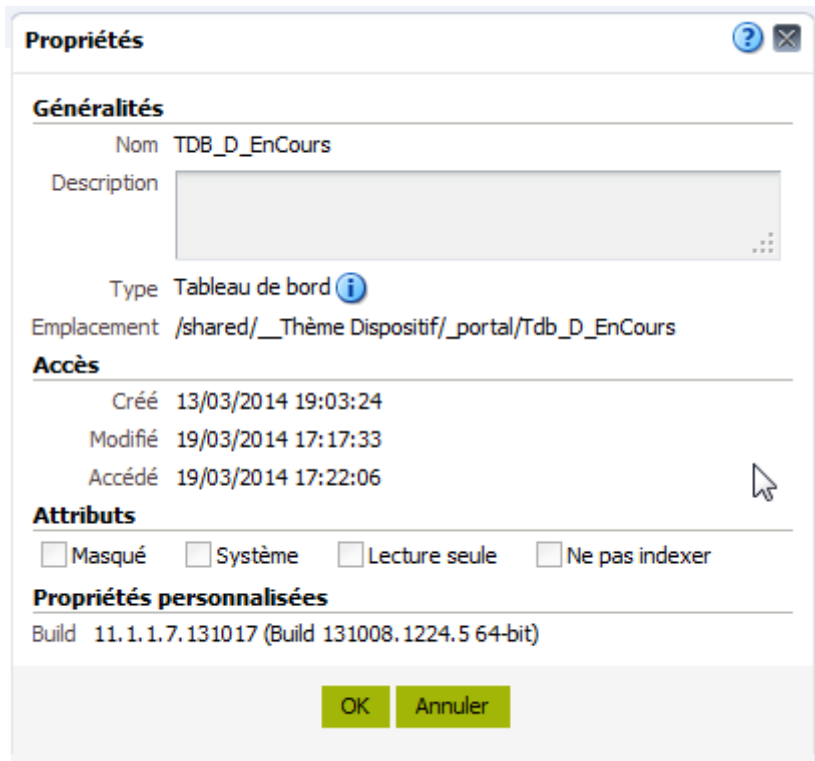 Propriétés
Généralités
Nom TDB_D_EnCours
Description
Type Tableau de bord
Emplacement /shared/__Thème Dispositif/_portal/Tdb_D_EnCours
Accès
Créé 13/03/2014 19:03:24
Modifié 19/03/2014 17:17:33
Accédé 19/03/2014 17:22:06
Attributs
Masqué Système Lecture seule Ne pas indexer
Propriétés personnalisées
Build 11.1.1.7.131017 (Build 131008.1224.5 64-bit)
OK Annuler